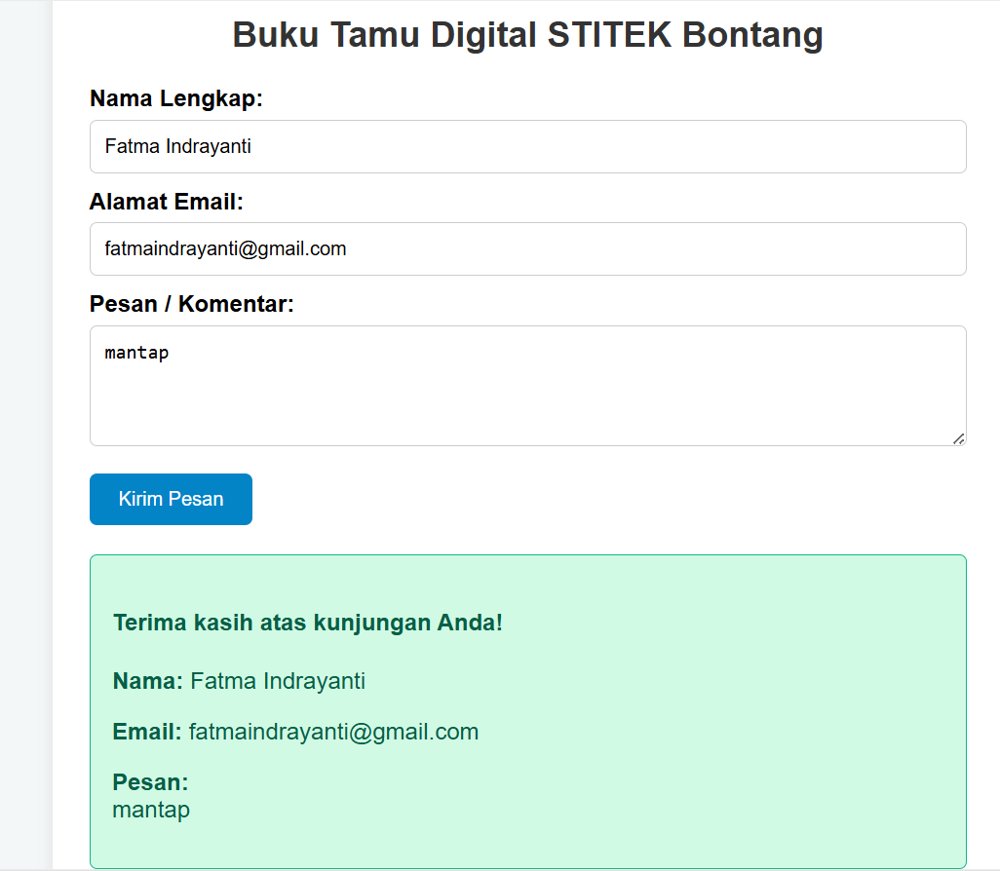 Buku Tamu Digital STITEK Bontang
Nama Lengkap:
Fatma Indrayanti
Alamat Email:
fatmaindrayanti@gmail.com
Pesan / Komentar:
mantap
Kirim Pesan
Terima kasih atas kunjungan Anda!
Nama: Fatma Indrayanti
Email: fatmaindrayanti@gmail.com
Pesan:
mantap